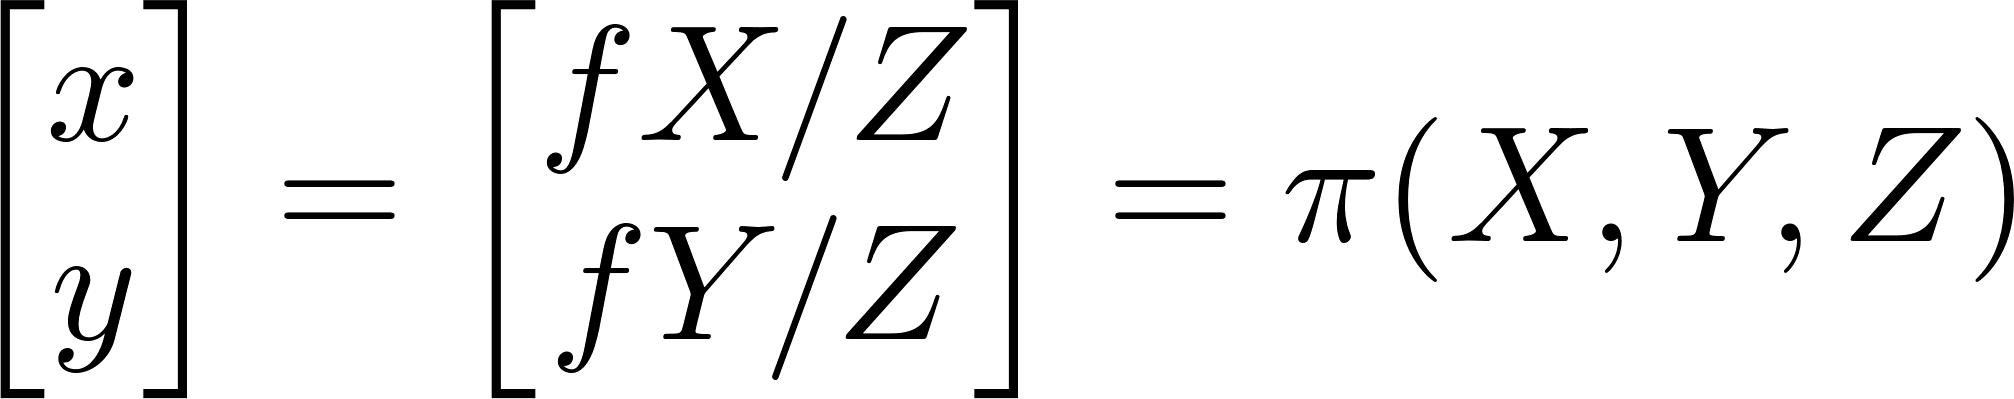 [x y] = [fX/Z fY/Z] = π(X, Y, Z)